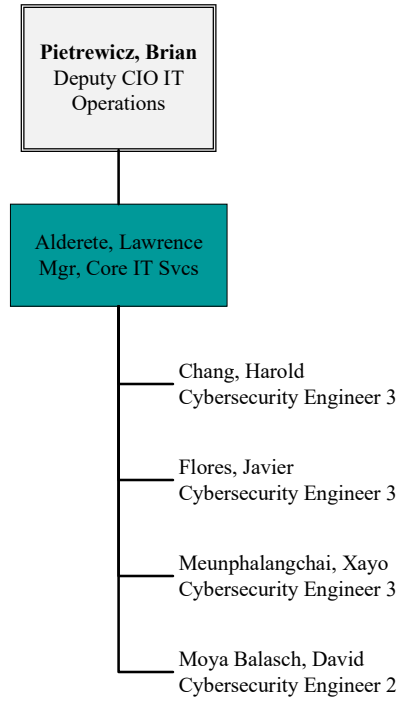 Pietrewicz, Brian
Deputy CIO IT
Operations
Alderete, Lawrence
Mgr, Core IT Svcs
Chang, Harold
Cybersecurity Engineer 3
Flores, Javier
Cybersecurity Engineer 3
Meunphalangchai, Xayo
Cybersecurity Engineer 3
Moya Balasch, David
Cybersecurity Engineer 2